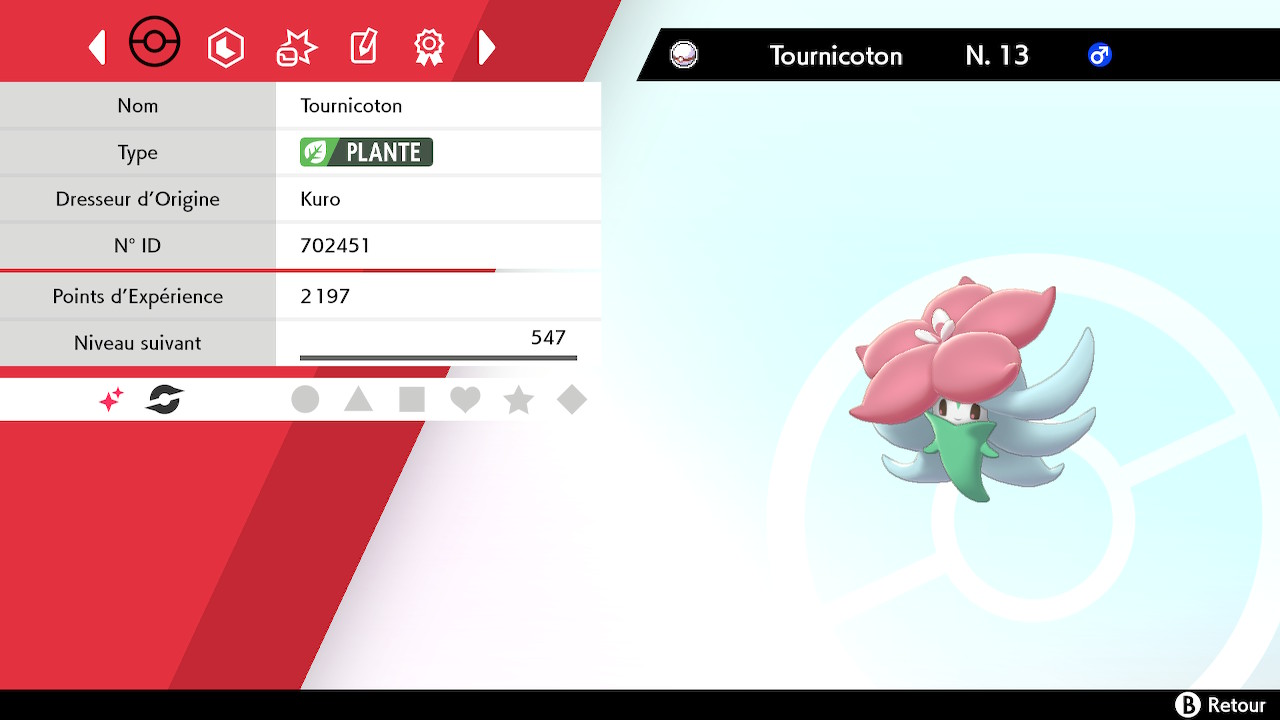 Tournicoton N. 13 ♂
Nom Tournicoton
Type PLANTE
Dresseur d'Origine Kuro
N° ID 702451
Points d'Expérience 2 197
Niveau suivant 547
B Retour